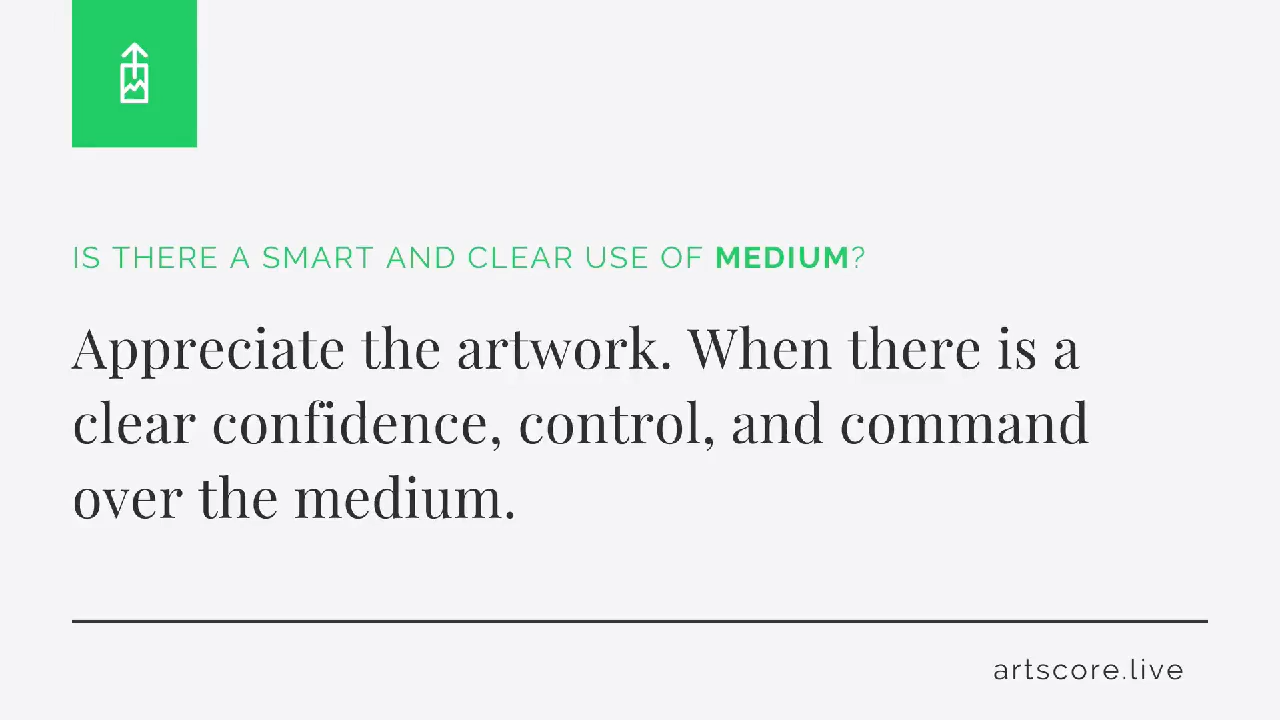 IS THERE A SMART AND CLEAR USE OF MEDIUM?
Appreciate the artwork. When there is a
clear confidence, control, and command
over the medium.
artscore.live